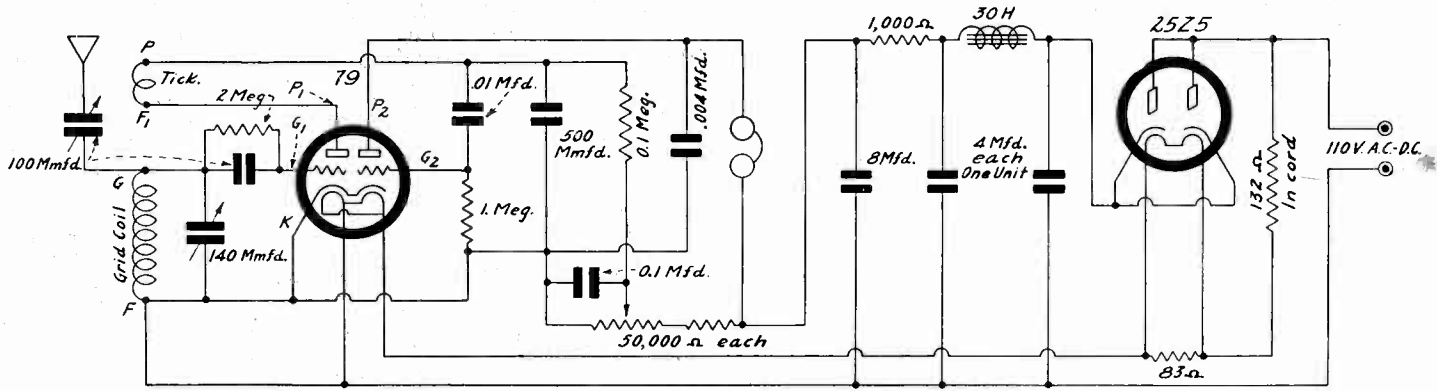 P
Tick.
F1
2 Meg.
P1
G1
79
P2
G2
K
100 Mmfd.
G
Grid Coil
F
140 Mmfd.
.01 Mfd.
1. Meg.
500
Mmfd.
0.1 Meg.
.004 Mfd.
0.1 Mfd.
50,000 Ω each
1,000 Ω
30 H
8 Mfd.
4 Mfd.
each
One Unit
25Z5
132 Ω
In cord
83 Ω
110 V. A.C.-D.C.